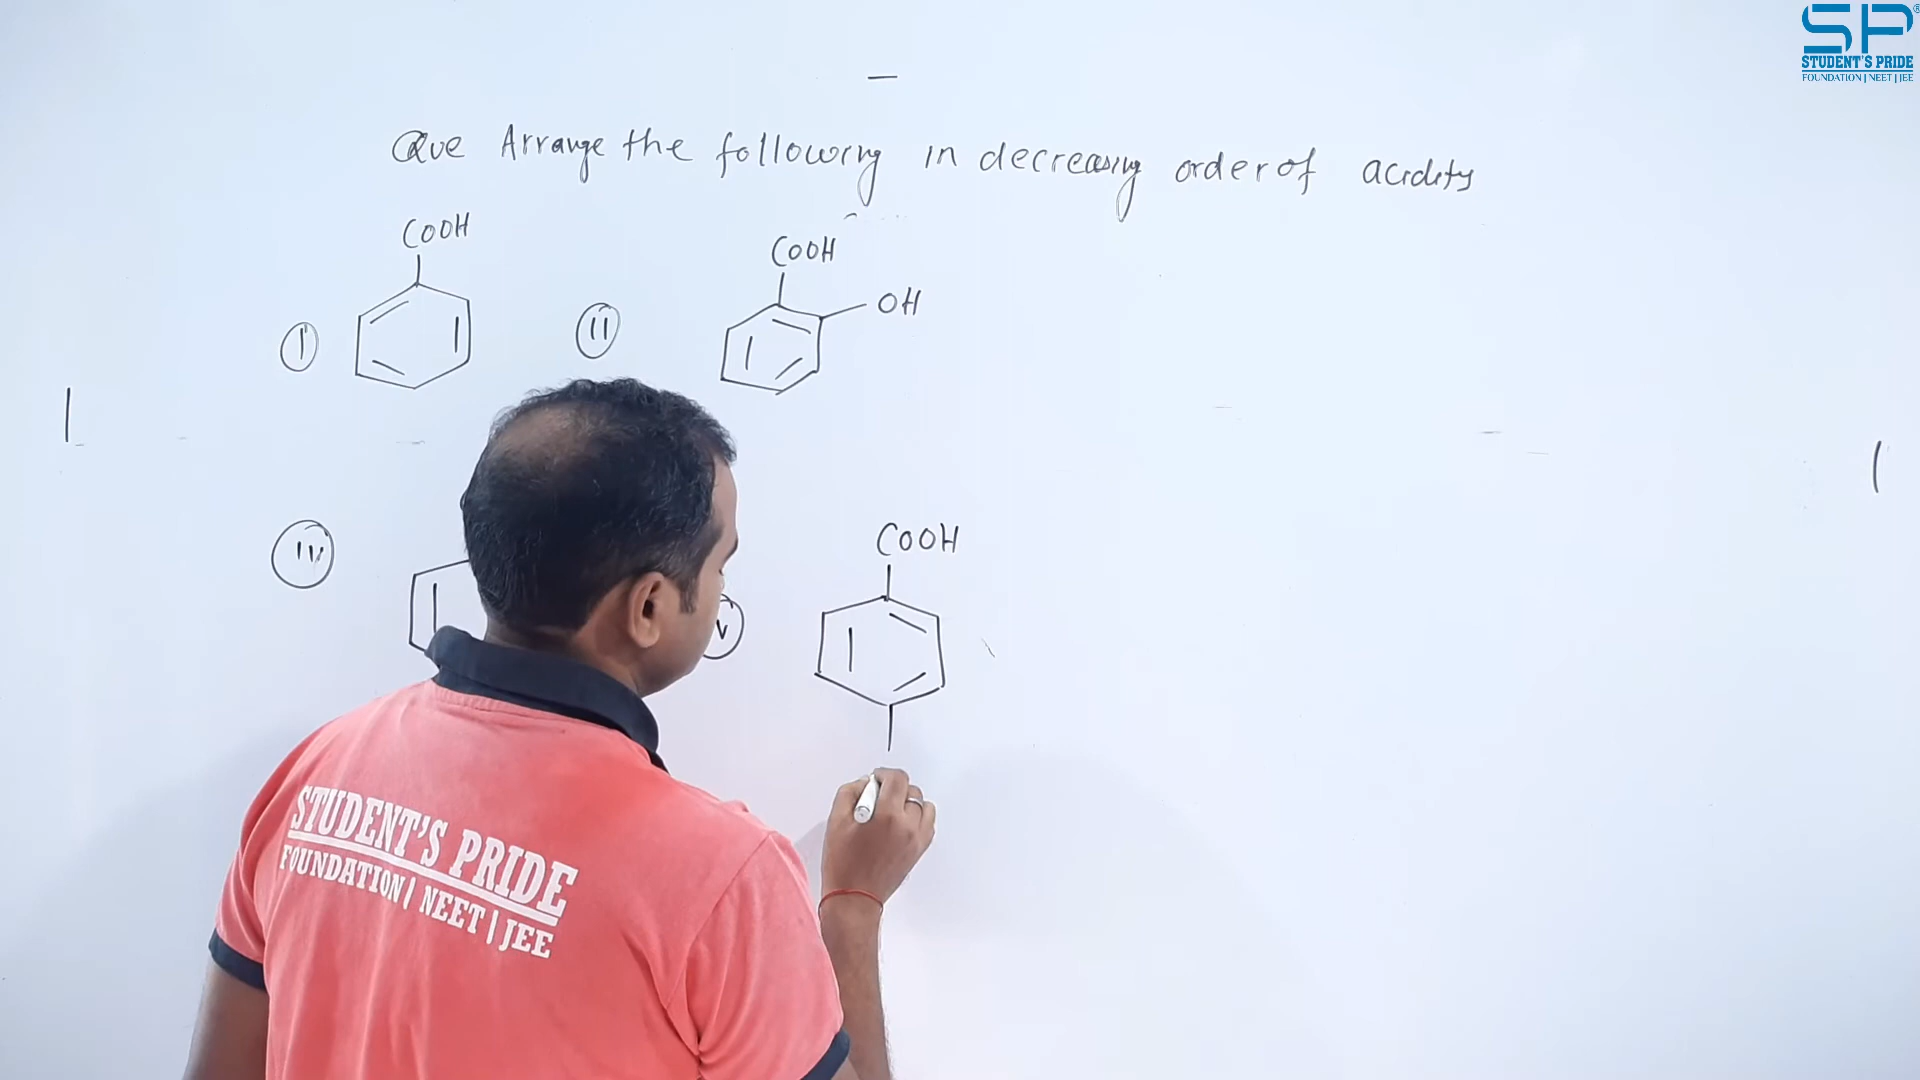 SP®
STUDENT'S PRIDE
FOUNDATION | NEET | JEE
Que Arrange the following in decreasing order of acidity
COOH
COOH
OH
I
II
IV
COOH
V
STUDENT'S PRIDE
FOUNDATION | NEET | JEE